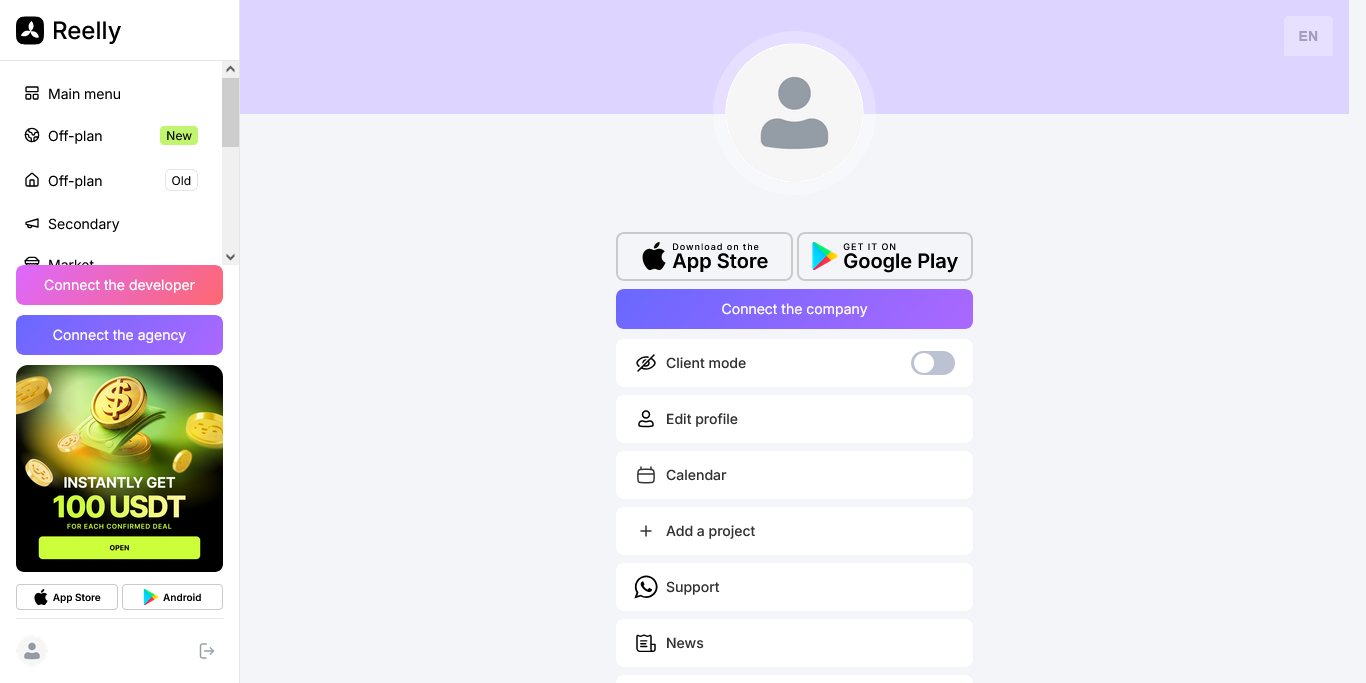 Reelly
EN
Main menu
Off-plan New
Off-plan Old
Secondary
Market
Connect the developer
Connect the agency
INSTANTLY GET
100 USDT
FOR EACH CONFIRMED DEAL
OPEN
App Store
Android
Download on the
App Store
GET IT ON
Google Play
Connect the company
Client mode
Edit profile
Calendar
Add a project
Support
News